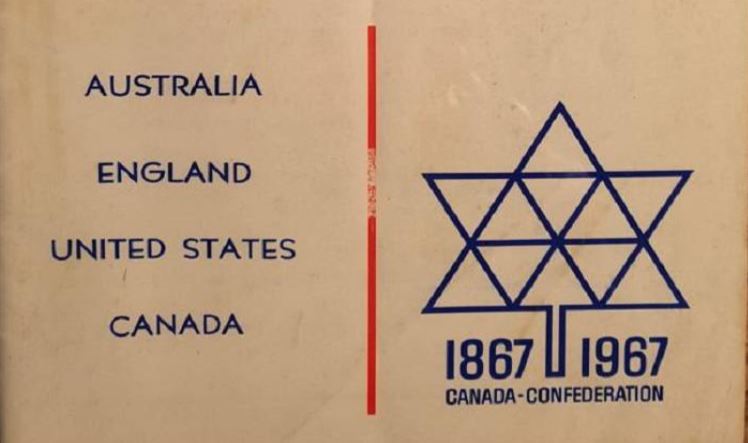 AUSTRALIA
ENGLAND
UNITED STATES
CANADA
1867 1967
CANADA-CONFEDERATION